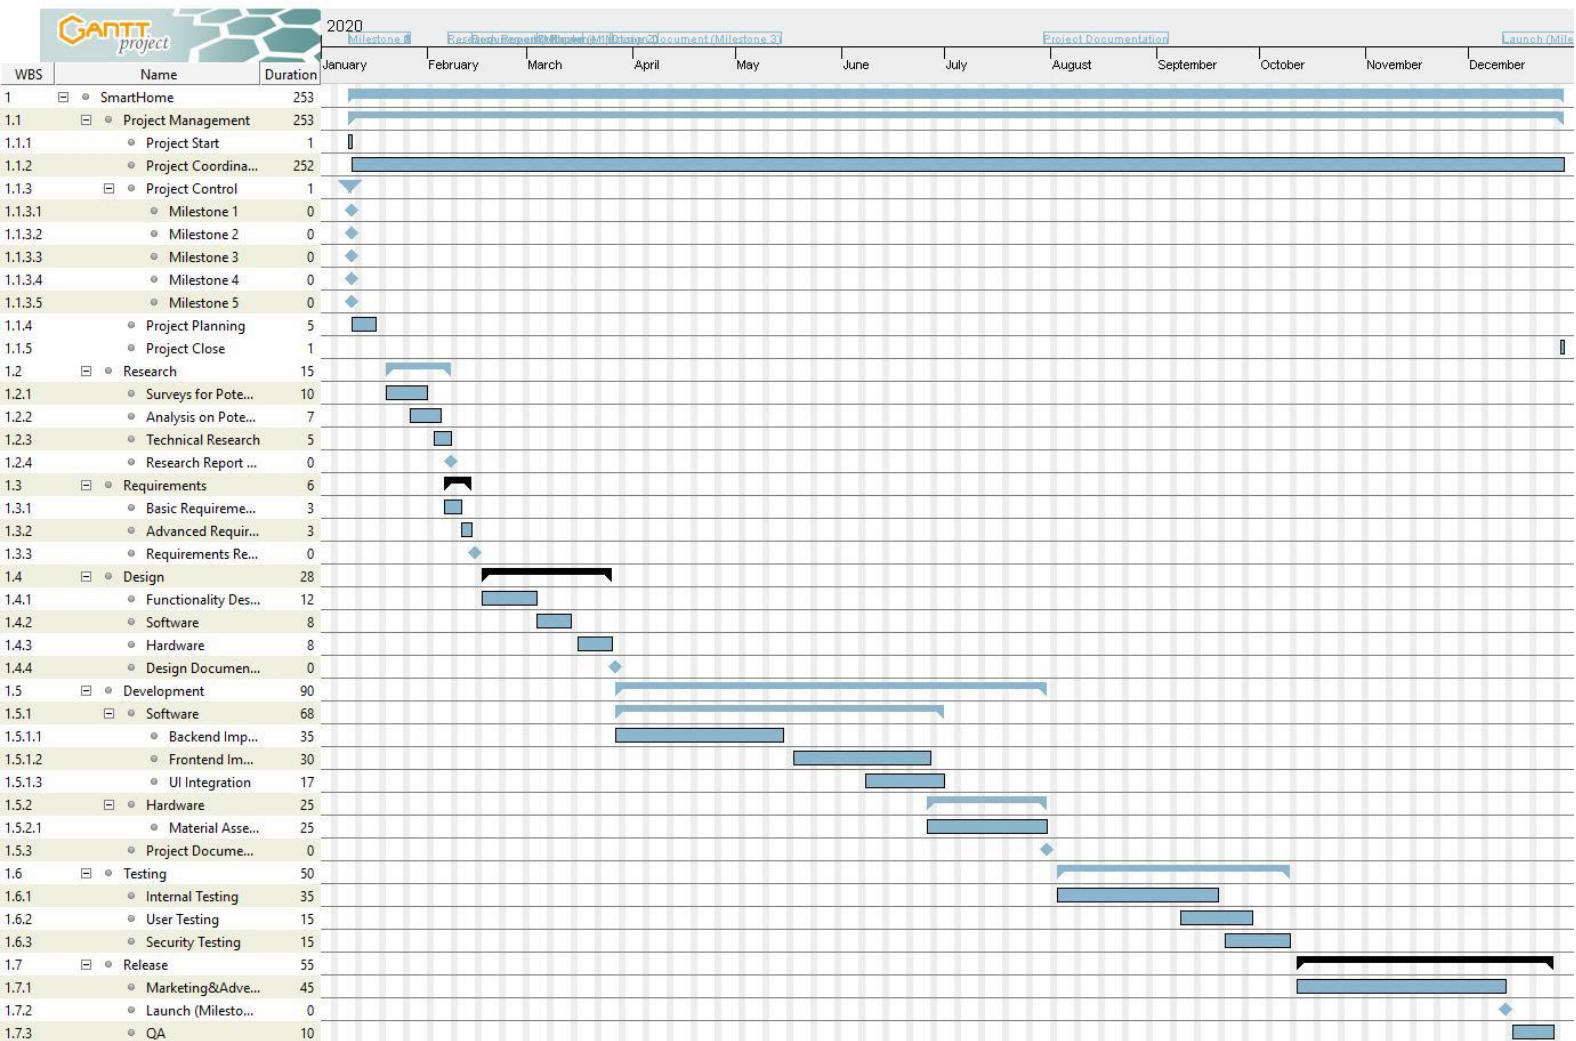 GANTT
project
2020
Milestone
Document (Milestone 3)
Project Documentation
Launch (Mile
January February March April May June July August September October November December
WBS Name Duration
1 SmartHome 253
1.1 Project Management 253
1.1.1 Project Start 1
1.1.2 Project Coordina... 252
1.1.3 Project Control 1
1.1.3.1 Milestone 1 0
1.1.3.2 Milestone 2 0
1.1.3.3 Milestone 3 0
1.1.3.4 Milestone 4 0
1.1.3.5 Milestone 5 0
1.1.4 Project Planning 5
1.1.5 Project Close 1
1.2 Research 15
1.2.1 Surveys for Pote... 10
1.2.2 Analysis on Pote... 7
1.2.3 Technical Research 5
1.2.4 Research Report ... 0
1.3 Requirements 6
1.3.1 Basic Requireme... 3
1.3.2 Advanced Requir... 3
1.3.3 Requirements Re... 0
1.4 Design 28
1.4.1 Functionality Des... 12
1.4.2 Software 8
1.4.3 Hardware 8
1.4.4 Design Documen... 0
1.5 Development 90
1.5.1 Software 68
1.5.1.1 Backend Imp... 35
1.5.1.2 Frontend Im... 30
1.5.1.3 UI Integration 17
1.5.2 Hardware 25
1.5.2.1 Material Asse... 25
1.5.3 Project Docume... 0
1.6 Testing 50
1.6.1 Internal Testing 35
1.6.2 User Testing 15
1.6.3 Security Testing 15
1.7 Release 55
1.7.1 Marketing&Adve... 45
1.7.2 Launch (Milesto... 0
1.7.3 QA 10